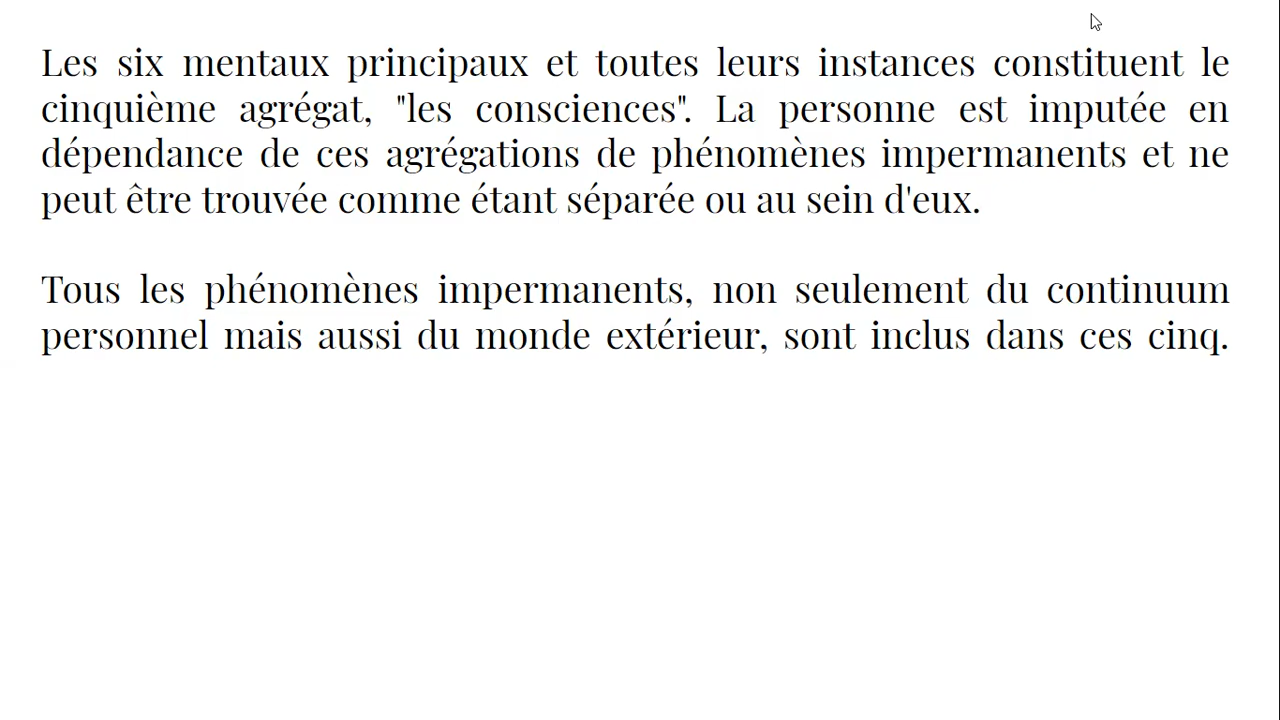 Les six mentaux principaux et toutes leurs instances constituent le
cinquième agrégat, "les consciences". La personne est imputée en
dépendance de ces agrégations de phénomènes impermanents et ne
peut être trouvée comme étant séparée ou au sein d'eux.
Tous les phénomènes impermanents, non seulement du continuum
personnel mais aussi du monde extérieur, sont inclus dans ces cinq.